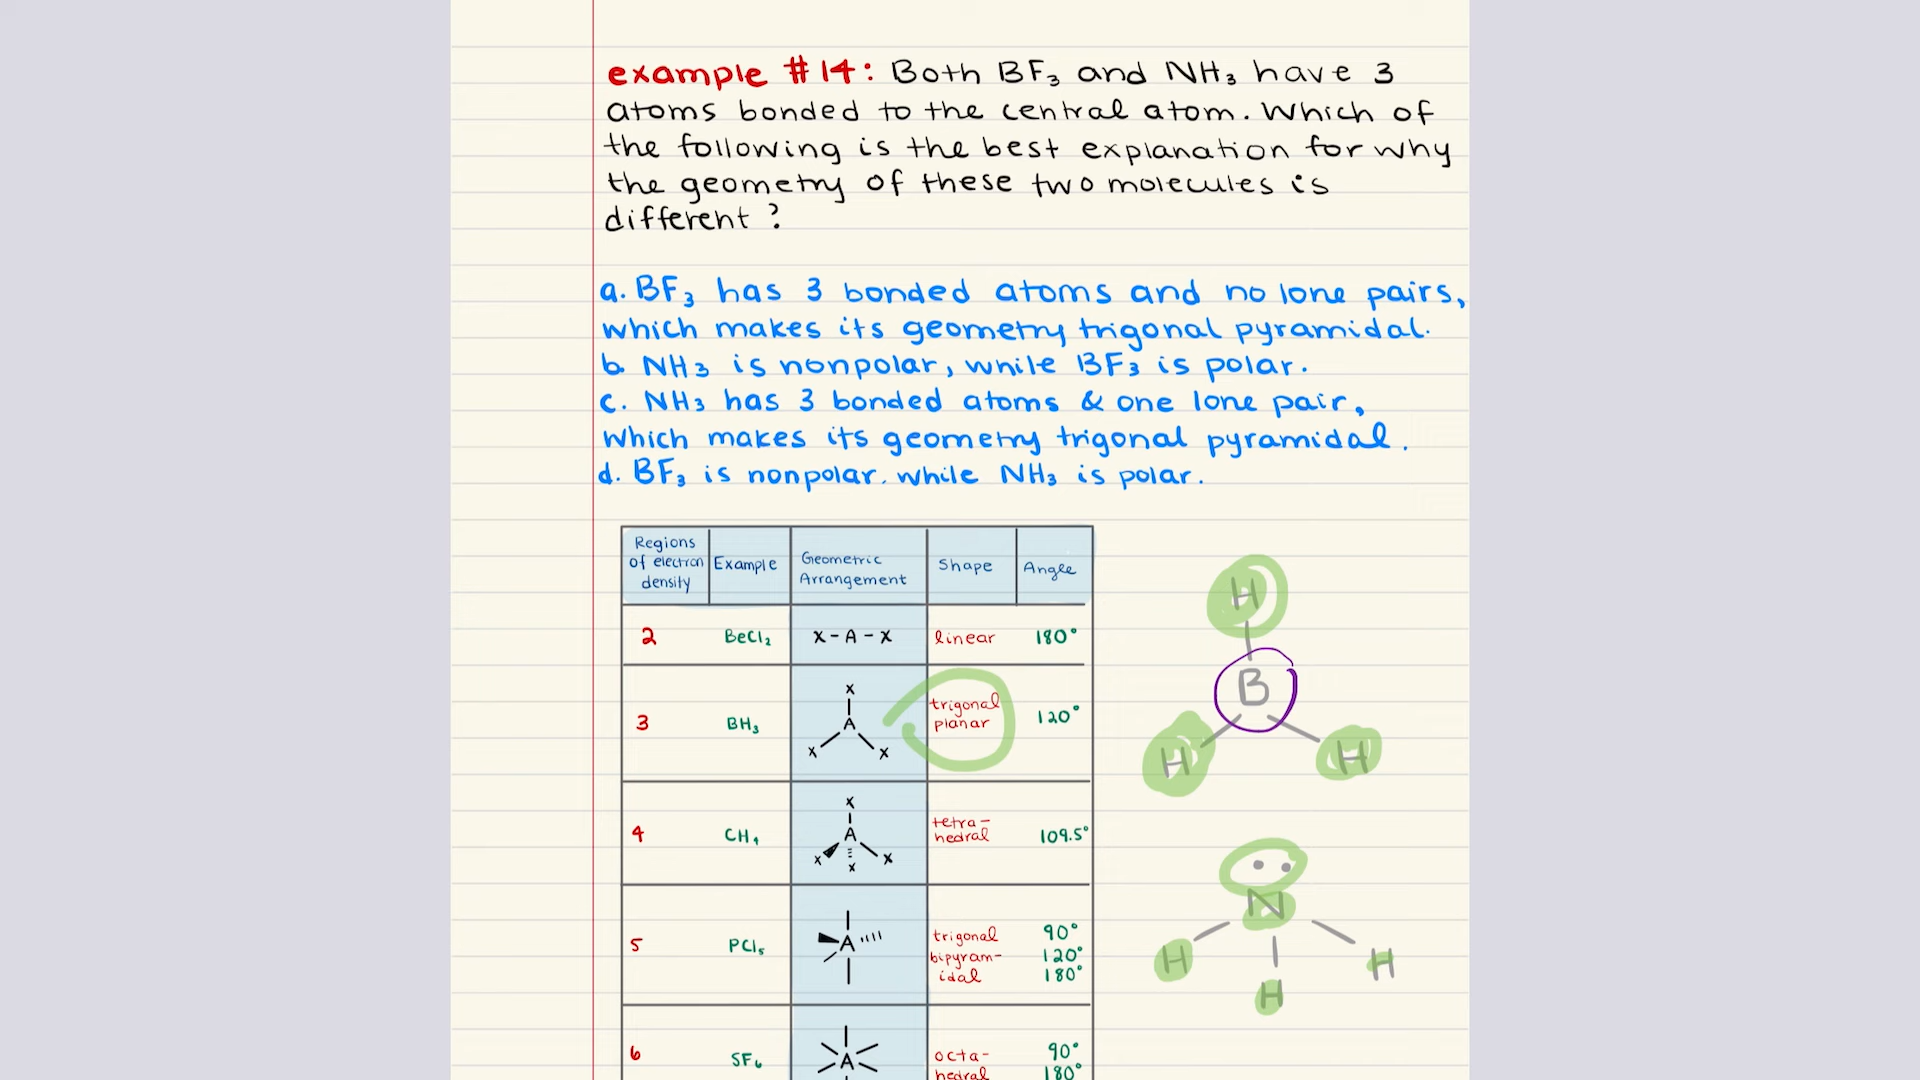 example #14: Both BF₃ and NH₃ have 3
atoms bonded to the central atom. Which of
the following is the best explanation for why
the geometry of these two molecules is
different?
a. BF₃ has 3 bonded atoms and no lone pairs,
which makes its geometry trigonal pyramidal.
b. NH₃ is nonpolar, while BF₃ is polar.
c. NH₃ has 3 bonded atoms & one lone pair,
which makes its geometry trigonal pyramidal.
d. BF₃ is nonpolar, while NH₃ is polar.
Regions of electron density
Example
Geometric Arrangement
Shape
Angle
2 BeCl₂ X-A-X linear 180°
3 BH₃ X A X X trigonal planar 120°
4 CH₄ X A X X X tetra-hedral 109.5°
5 PCl₅ A trigonal bipyram-idal 90° 120° 180°
6 SF₆ A octa-hedral 90° 180°
H
B
H H
N
H H H